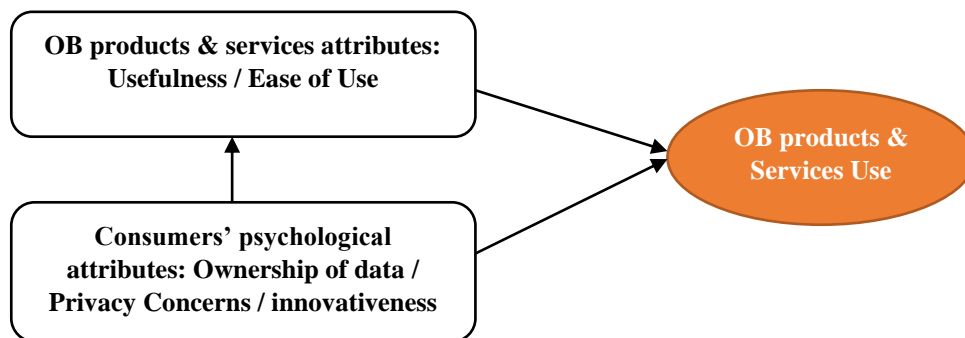 OB products & services attributes:
Usefulness / Ease of Use
OB products &
Services Use
Consumers’ psychological
attributes: Ownership of data /
Privacy Concerns / innovativeness